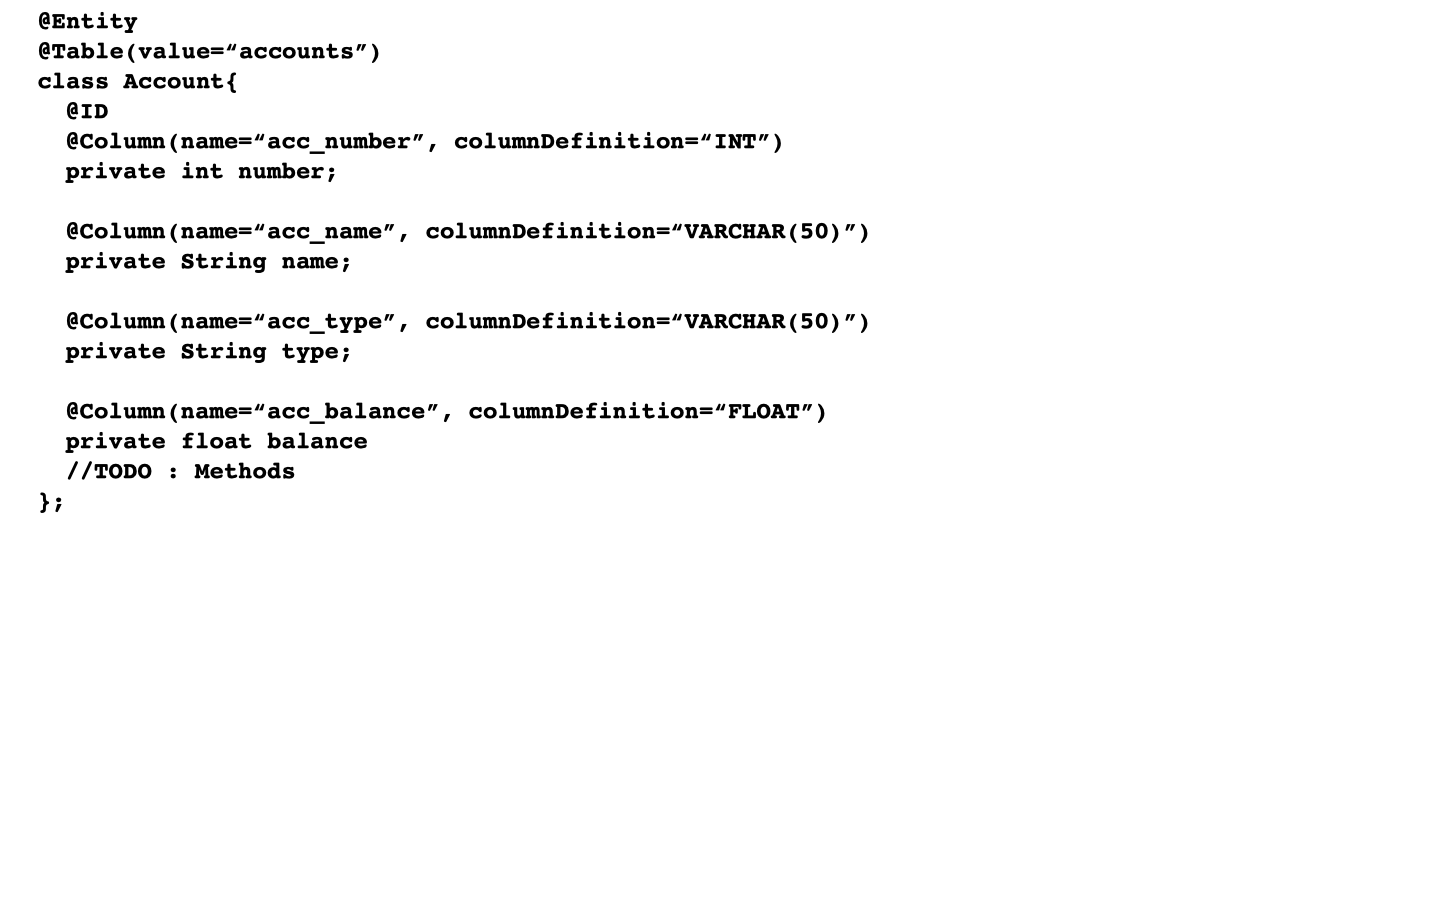 @Entity
@Table(value=“accounts”)
class Account{
@ID
@Column(name=“acc_number”, columnDefinition=“INT”)
private int number;
@Column(name=“acc_name”, columnDefinition=“VARCHAR(50)”)
private String name;
@Column(name=“acc_type”, columnDefinition=“VARCHAR(50)”)
private String type;
@Column(name=“acc_balance”, columnDefinition=“FLOAT”)
private float balance
//TODO : Methods
};